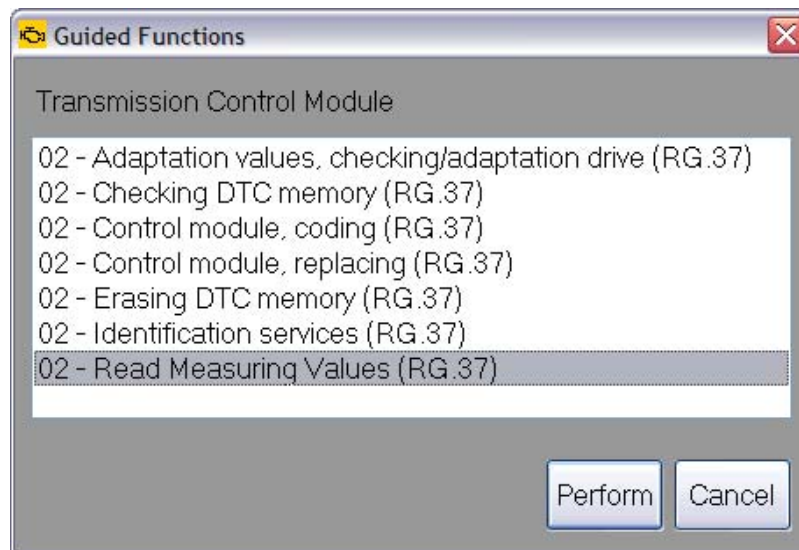 Guided Functions
Transmission Control Module
02 - Adaptation values, checking/adaptation drive (RG.37)
02 - Checking DTC memory (RG.37)
02 - Control module, coding (RG.37)
02 - Control module, replacing (RG.37)
02 - Erasing DTC memory (RG.37)
02 - Identification services (RG.37)
02 - Read Measuring Values (RG.37)
Perform Cancel